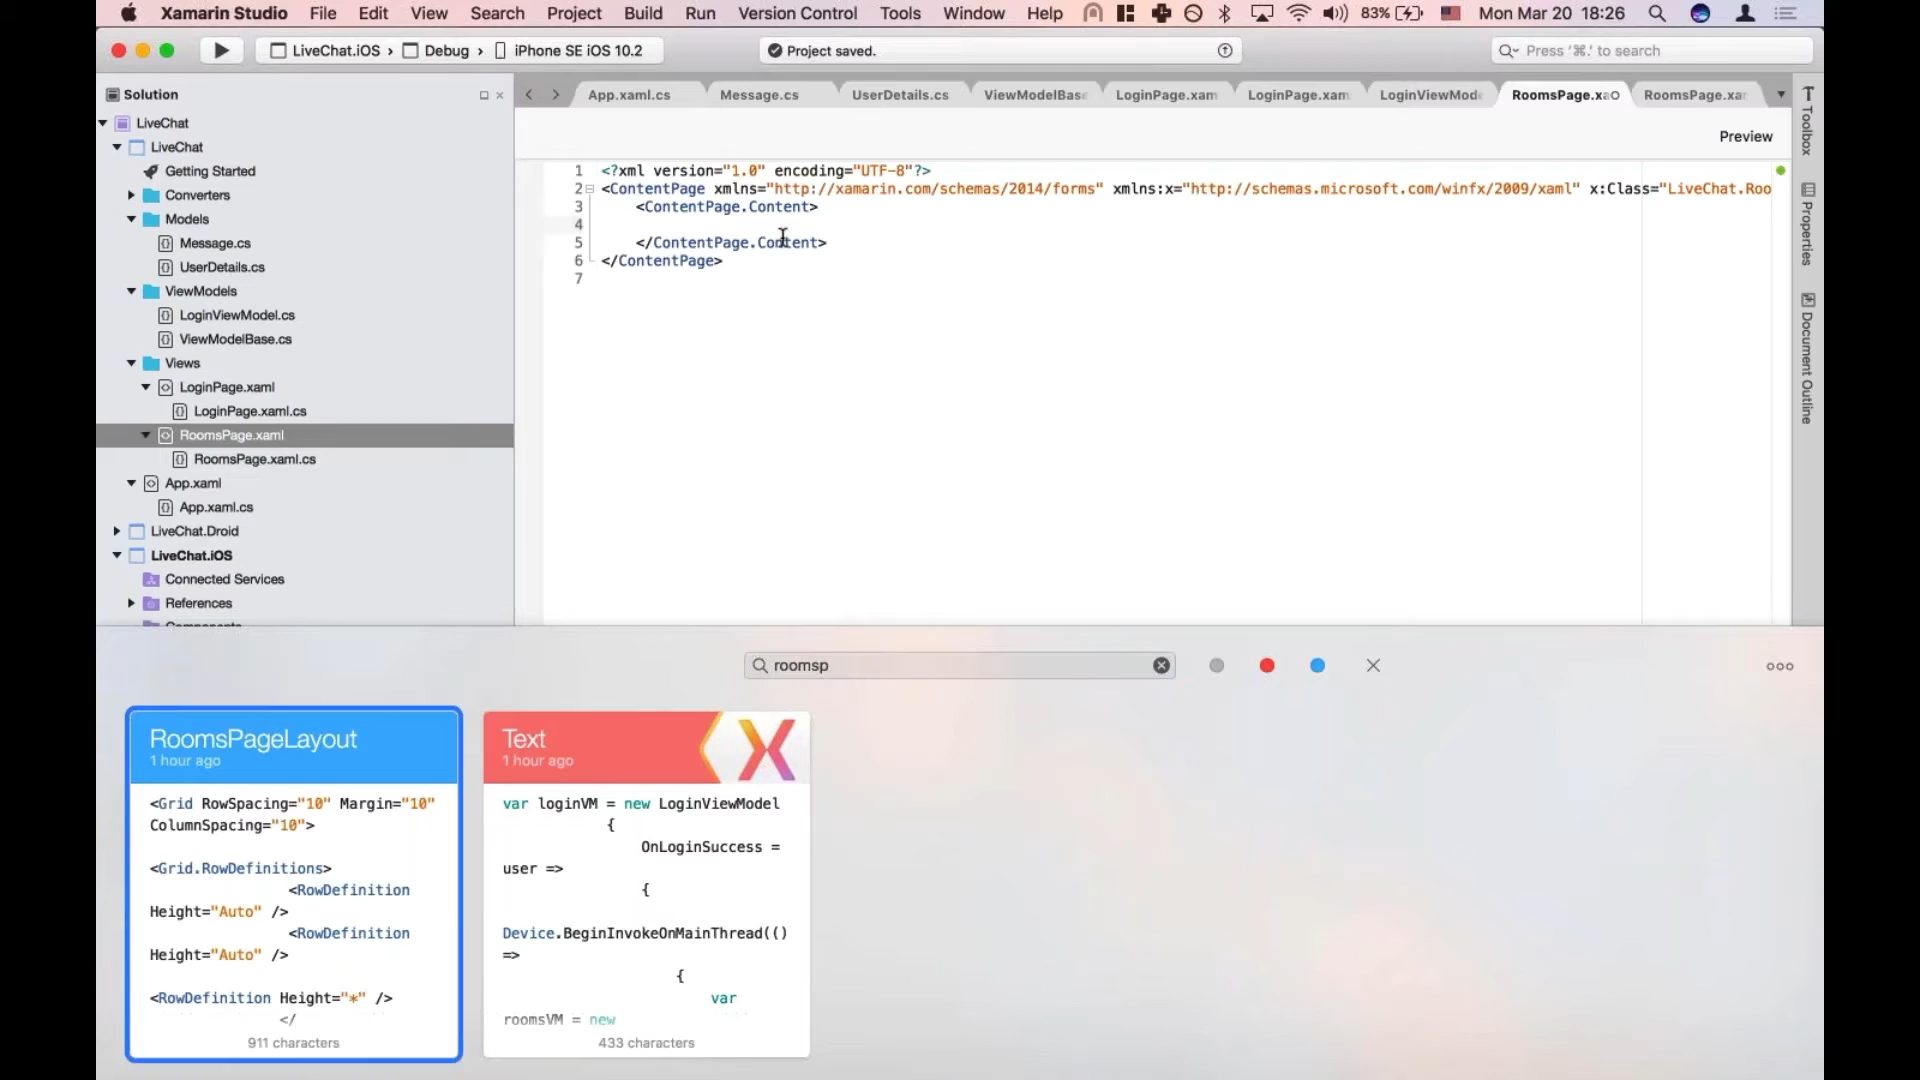 Xamarin Studio File Edit View Search Project Build Run Version Control Tools Window Help 83% Mon Mar 20 18:26
LiveChat.iOS › Debug › iPhone SE iOS 10.2
Project saved.
Press '⌘.' to search
Solution
LiveChat
LiveChat
Getting Started
Converters
Models
Message.cs
UserDetails.cs
ViewModels
LoginViewModel.cs
ViewModelBase.cs
Views
LoginPage.xaml
LoginPage.xaml.cs
RoomsPage.xaml
RoomsPage.xaml.cs
App.xaml
App.xaml.cs
LiveChat.Droid
LiveChat.iOS
Connected Services
References
App.xaml.cs Message.cs UserDetails.cs ViewModelBase LoginPage.xam LoginPage.xam LoginViewMode RoomsPage.xa RoomsPage.xar
Preview
1 <?xml version="1.0" encoding="UTF-8"?>
2 <ContentPage xmlns="http://xamarin.com/schemas/2014/forms" xmlns:x="http://schemas.microsoft.com/winfx/2009/xaml" x:Class="LiveChat.Roo
3 <ContentPage.Content>
4
5 </ContentPage.Content>
6 </ContentPage>
7
Toolbox
Properties
Document Outline
roomsp
RoomsPageLayout
1 hour ago
<Grid RowSpacing="10" Margin="10"
ColumnSpacing="10">
<Grid.RowDefinitions>
<RowDefinition
Height="Auto" />
<RowDefinition
Height="Auto" />
<RowDefinition Height="*" />
</
911 characters
Text
1 hour ago
var loginVM = new LoginViewModel
{
OnLoginSuccess =
user =>
{
Device.BeginInvokeOnMainThread(()
=>
{
var
roomsVM = new
433 characters